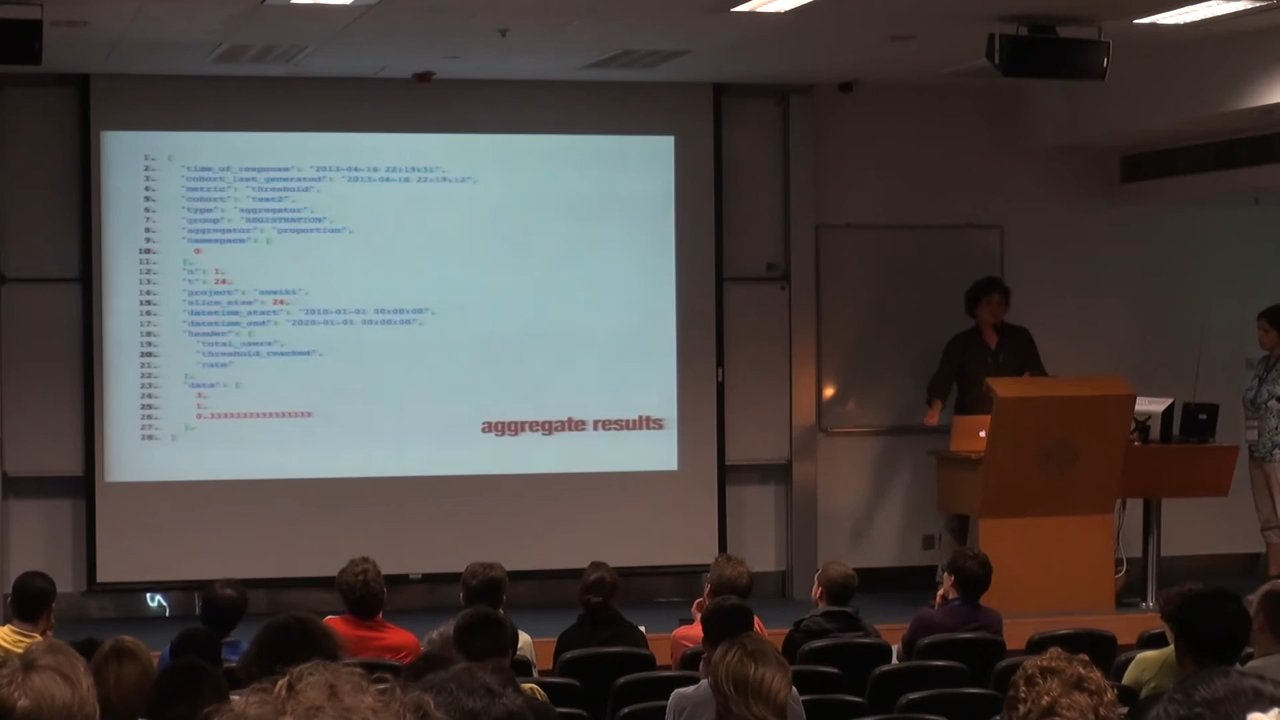 1. {
2. "time_of_response": "2013-04-16 22:19:31",
3. "cohort_last_generated": "2013-04-16 22:19:12",
4. "metric": "threshold",
5. "cohort": "test2",
6. "type": "aggregator",
7. "group": "REGISTRATION",
8. "aggregator": "proportion",
9. "namespace": [
10. 0
11. ],
12. "n": 1,
13. "t": 24,
14. "project": "enwiki",
15. "slice_size": 24,
16. "datetime_start": "2010-01-01 00:00:00",
17. "datetime_end": "2020-01-01 00:00:00",
18. "header": [
19. "total_users",
20. "threshold_reached",
21. "rate"
22. ],
23. "data": [
24. 3,
25. 1,
26. 0.3333333333333333
27. ],
28. }
aggregate results